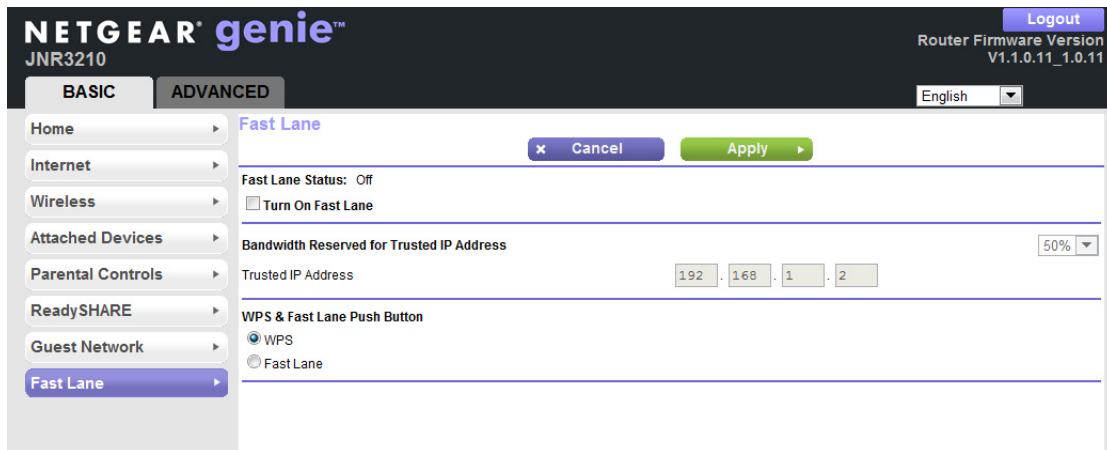 NETGEAR® genie™
Logout
JNR3210
Router Firmware Version
V1.1.0.11_1.0.11
BASIC
ADVANCED
English
Home
Internet
Wireless
Attached Devices
Parental Controls
ReadySHARE
Guest Network
Fast Lane
Fast Lane
Cancel
Apply
Fast Lane Status: Off
Turn On Fast Lane
Bandwidth Reserved for Trusted IP Address
50%
Trusted IP Address
192 . 168 . 1 . 2
WPS & Fast Lane Push Button
WPS
Fast Lane